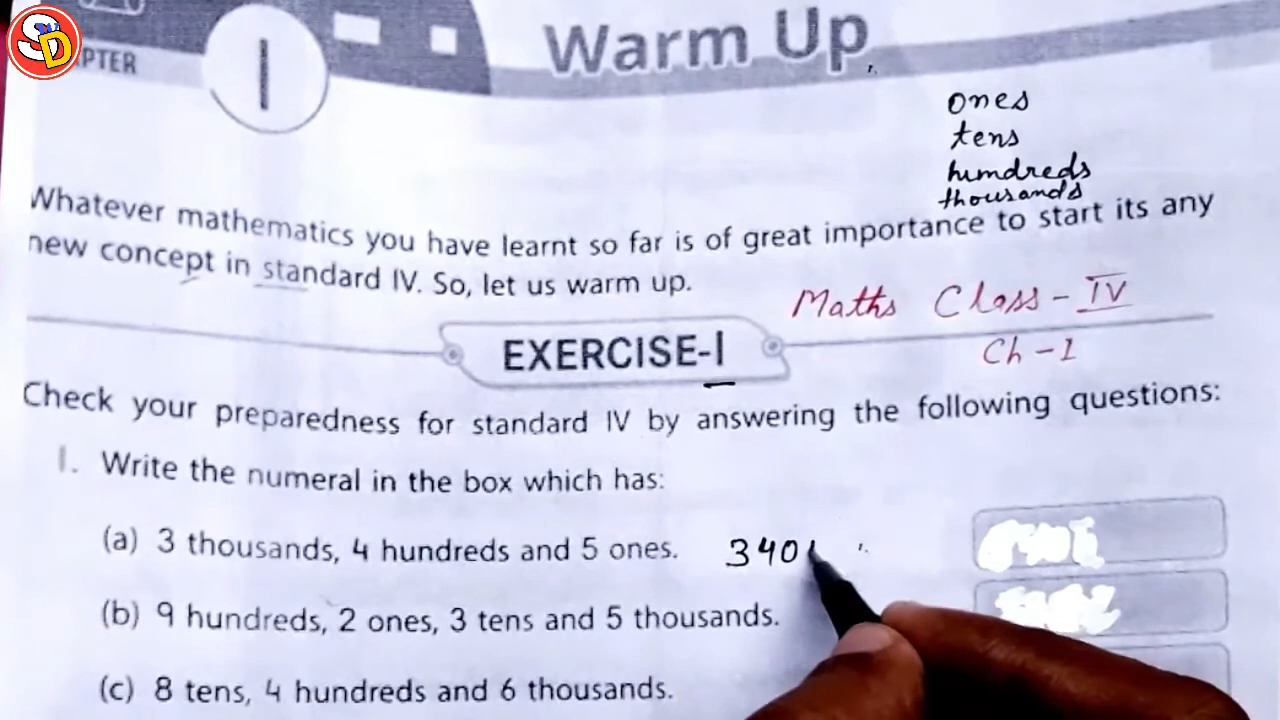 SD
PTER
1
Warm Up
ones
tens
hundreds
thousands
Whatever mathematics you have learnt so far is of great importance to start its any
new concept in standard IV. So, let us warm up.
Maths Class - IV
Ch - 1
EXERCISE-1
Check your preparedness for standard IV by answering the following questions:
1. Write the numeral in the box which has:
(a) 3 thousands, 4 hundreds and 5 ones. 340
(b) 9 hundreds, 2 ones, 3 tens and 5 thousands.
(c) 8 tens, 4 hundreds and 6 thousands.